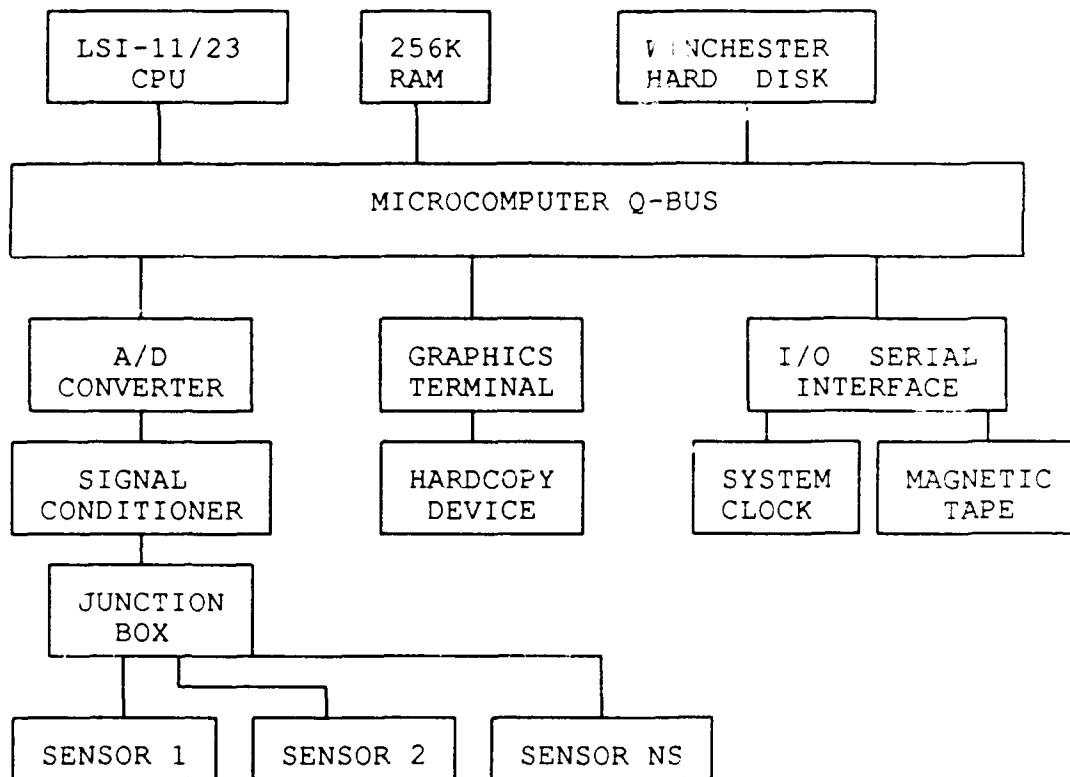 LSI-11/23
CPU
256K
RAM
WINCHESTER
HARD DISK
MICROCOMPUTER Q-BUS
A/D
CONVERTER
GRAPHICS
TERMINAL
I/O SERIAL
INTERFACE
SIGNAL
CONDITIONER
HARDCOPY
DEVICE
SYSTEM
CLOCK
MAGNETIC
TAPE
JUNCTION
BOX
SENSOR 1
SENSOR 2
SENSOR NS